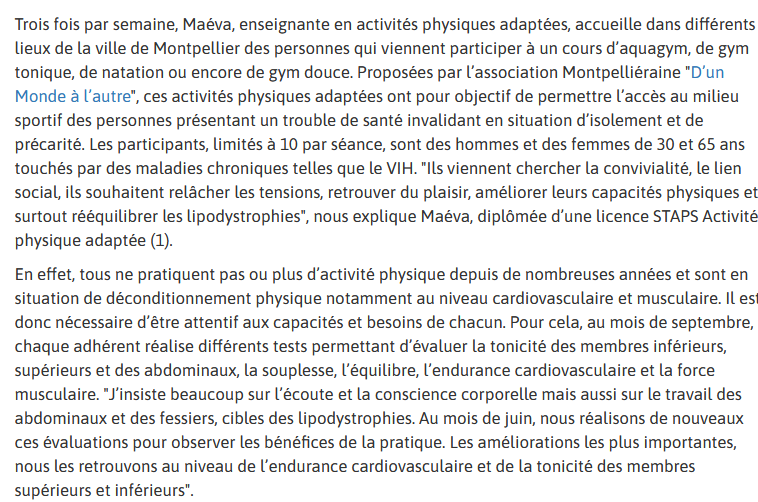 Trois fois par semaine, Maéva, enseignante en activités physiques adaptées, accueille dans différents
lieux de la ville de Montpellier des personnes qui viennent participer à un cours d’aquagym, de gym
tonique, de natation ou encore de gym douce. Proposées par l’association Montpelliéraine "D’un
Monde à l’autre", ces activités physiques adaptées ont pour objectif de permettre l’accès au milieu
sportif des personnes présentant un trouble de santé invalidant en situation d’isolement et de
précarité. Les participants, limités à 10 par séance, sont des hommes et des femmes de 30 et 65 ans
touchés par des maladies chroniques telles que le VIH. "Ils viennent chercher la convivialité, le lien
social, ils souhaitent relâcher les tensions, retrouver du plaisir, améliorer leurs capacités physiques et
surtout rééquilibrer les lipodystrophies", nous explique Maéva, diplômée d’une licence STAPS Activité
physique adaptée (1).
En effet, tous ne pratiquent pas ou plus d’activité physique depuis de nombreuses années et sont en
situation de déconditionnement physique notamment au niveau cardiovasculaire et musculaire. Il est
donc nécessaire d’être attentif aux capacités et besoins de chacun. Pour cela, au mois de septembre,
chaque adhérent réalise différents tests permettant d’évaluer la tonicité des membres inférieurs,
supérieurs et des abdominaux, la souplesse, l’équilibre, l’endurance cardiovasculaire et la force
musculaire. "J’insiste beaucoup sur l’écoute et la conscience corporelle mais aussi sur le travail des
abdominaux et des fessiers, cibles des lipodystrophies. Au mois de juin, nous réalisons de nouveaux
ces évaluations pour observer les bénéfices de la pratique. Les améliorations les plus importantes,
nous les retrouvons au niveau de l’endurance cardiovasculaire et de la tonicité des membres
supérieurs et inférieurs".